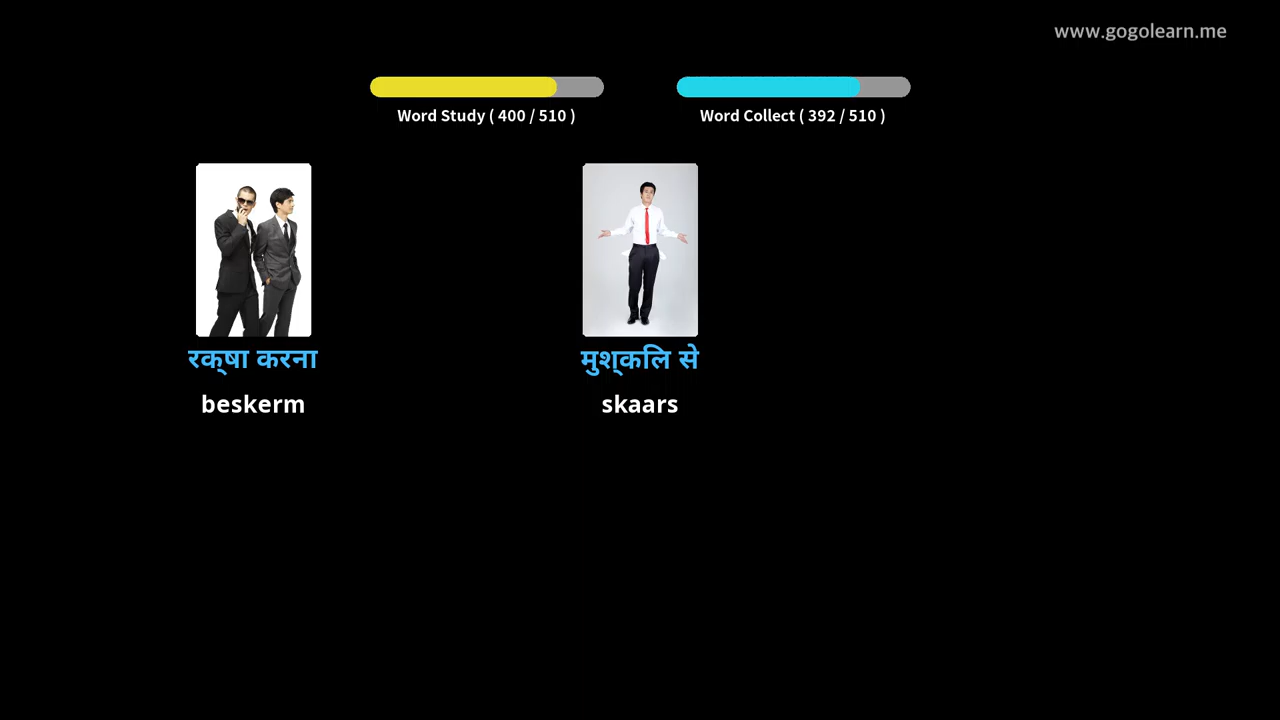 www.gogolearn.me
Word Study ( 400 / 510 )
Word Collect ( 392 / 510 )
रक्षा करना
मुश्कलि से
beskerm
skaars